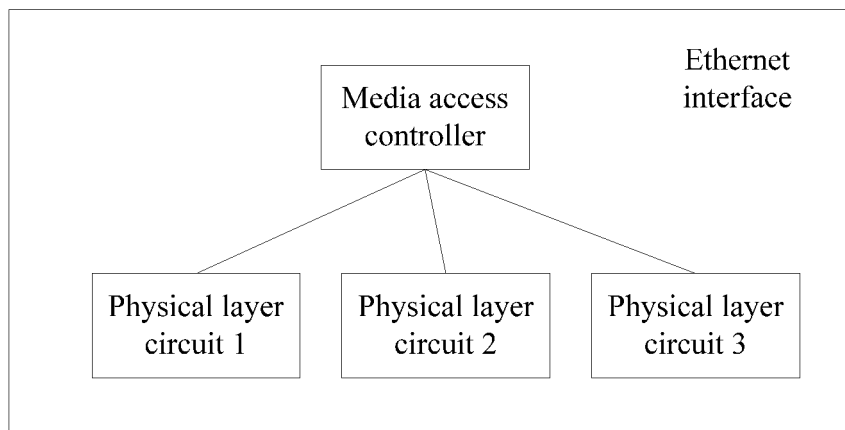 Ethernet
interface
Media access
controller
Physical layer
circuit 1
Physical layer
circuit 2
Physical layer
circuit 3